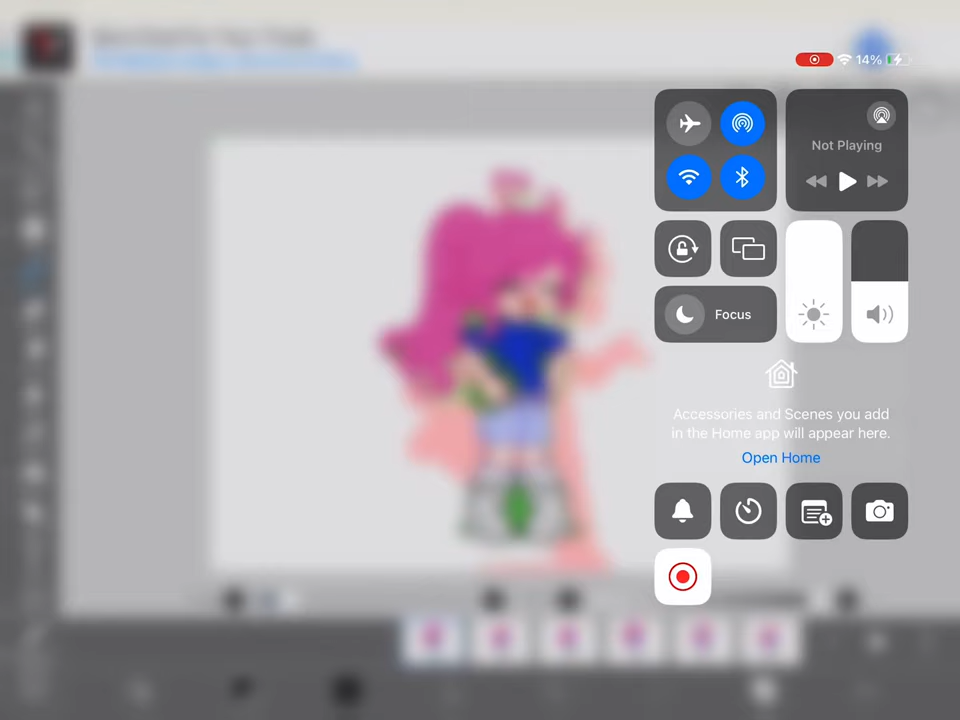 14%
Not Playing
Focus
Accessories and Scenes you add
in the Home app will appear here.
Open Home